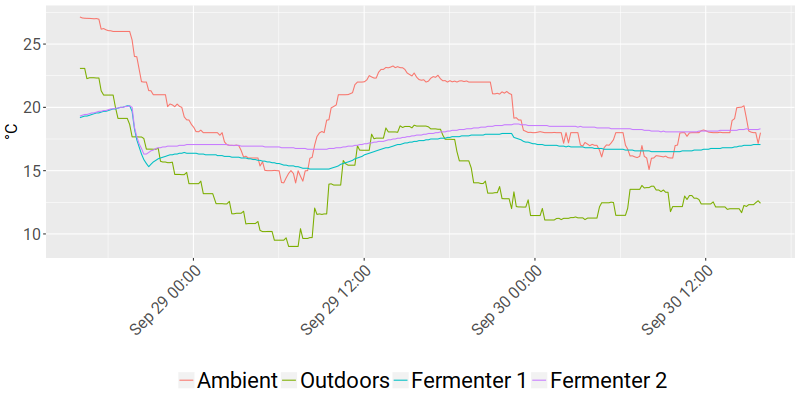 25
20
15
10
°C
Sep 29 00:00
Sep 29 12:00
Sep 30 00:00
Sep 30 12:00
Ambient Outdoors Fermenter 1 Fermenter 2